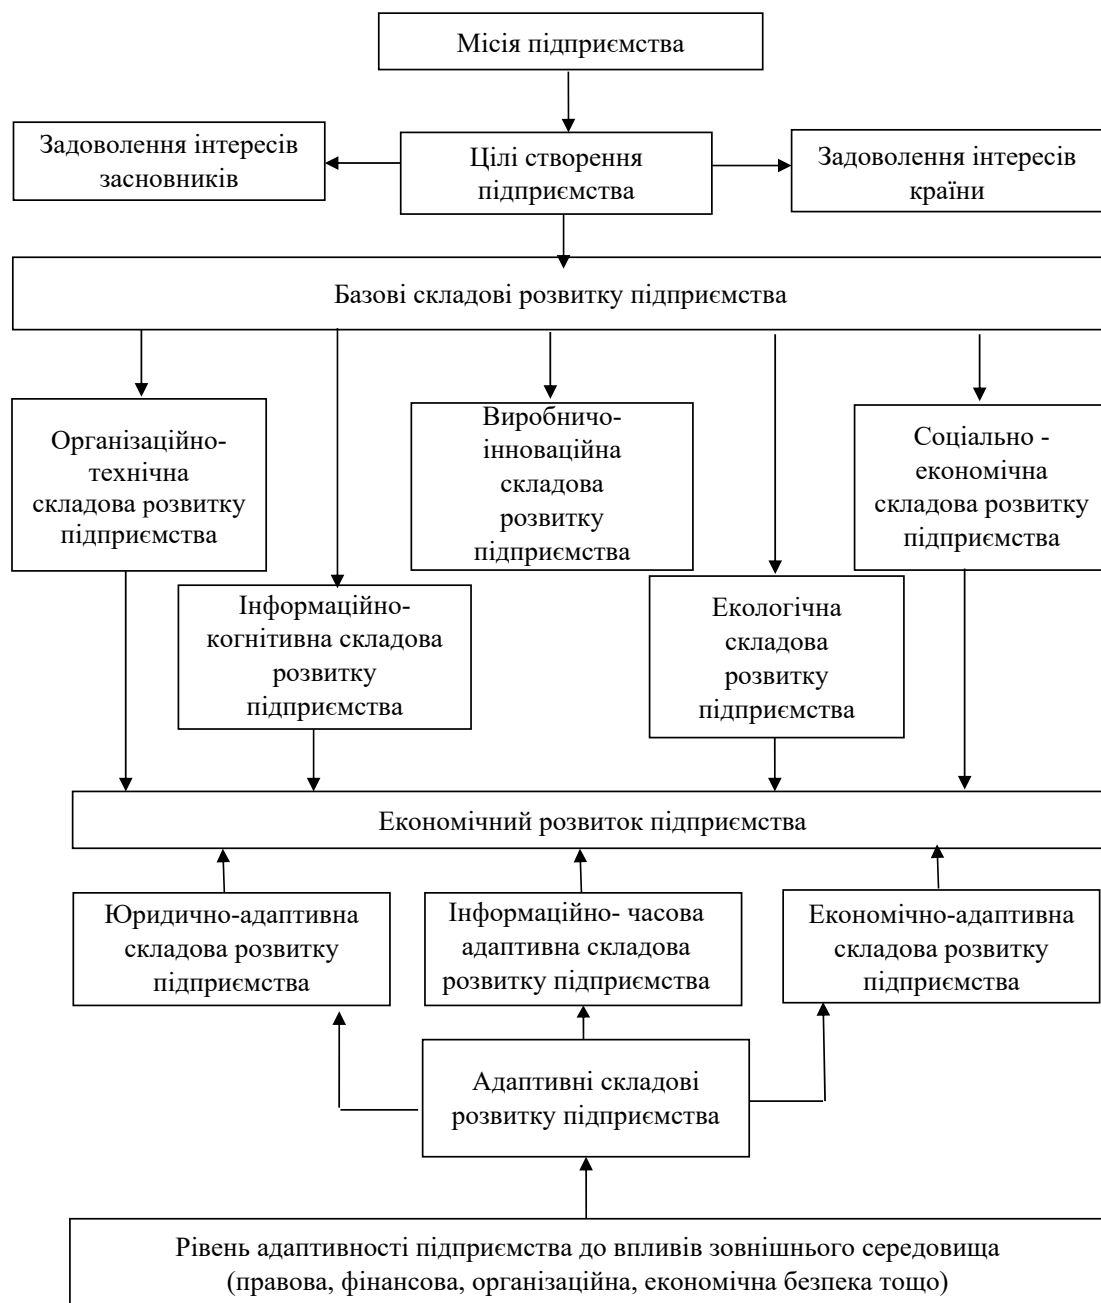 Місія підприємства
Задоволення інтересів
засновників
Цілі створення
підприємства
Задоволення інтересів
країни
Базові складові розвитку підприємства
Організаційно-
технічна
складова розвитку
підприємства
Виробничо-
інноваційна
складова
розвитку
підприємства
Соціально -
економічна
складова розвитку
підприємства
Інформаційно-
когнітивна складова
розвитку
підприємства
Екологічна
складова
розвитку
підприємства
Економічний розвиток підприємства
Юридично-адаптивна
складова розвитку
підприємства
Інформаційно- часова
адаптивна складова
розвитку підприємства
Економічно-адаптивна
складова розвитку
підприємства
Адаптивні складові
розвитку підприємства
Рівень адаптивності підприємства до впливів зовнішнього середовища
(правова, фінансова, організаційна, економічна безпека тощо)